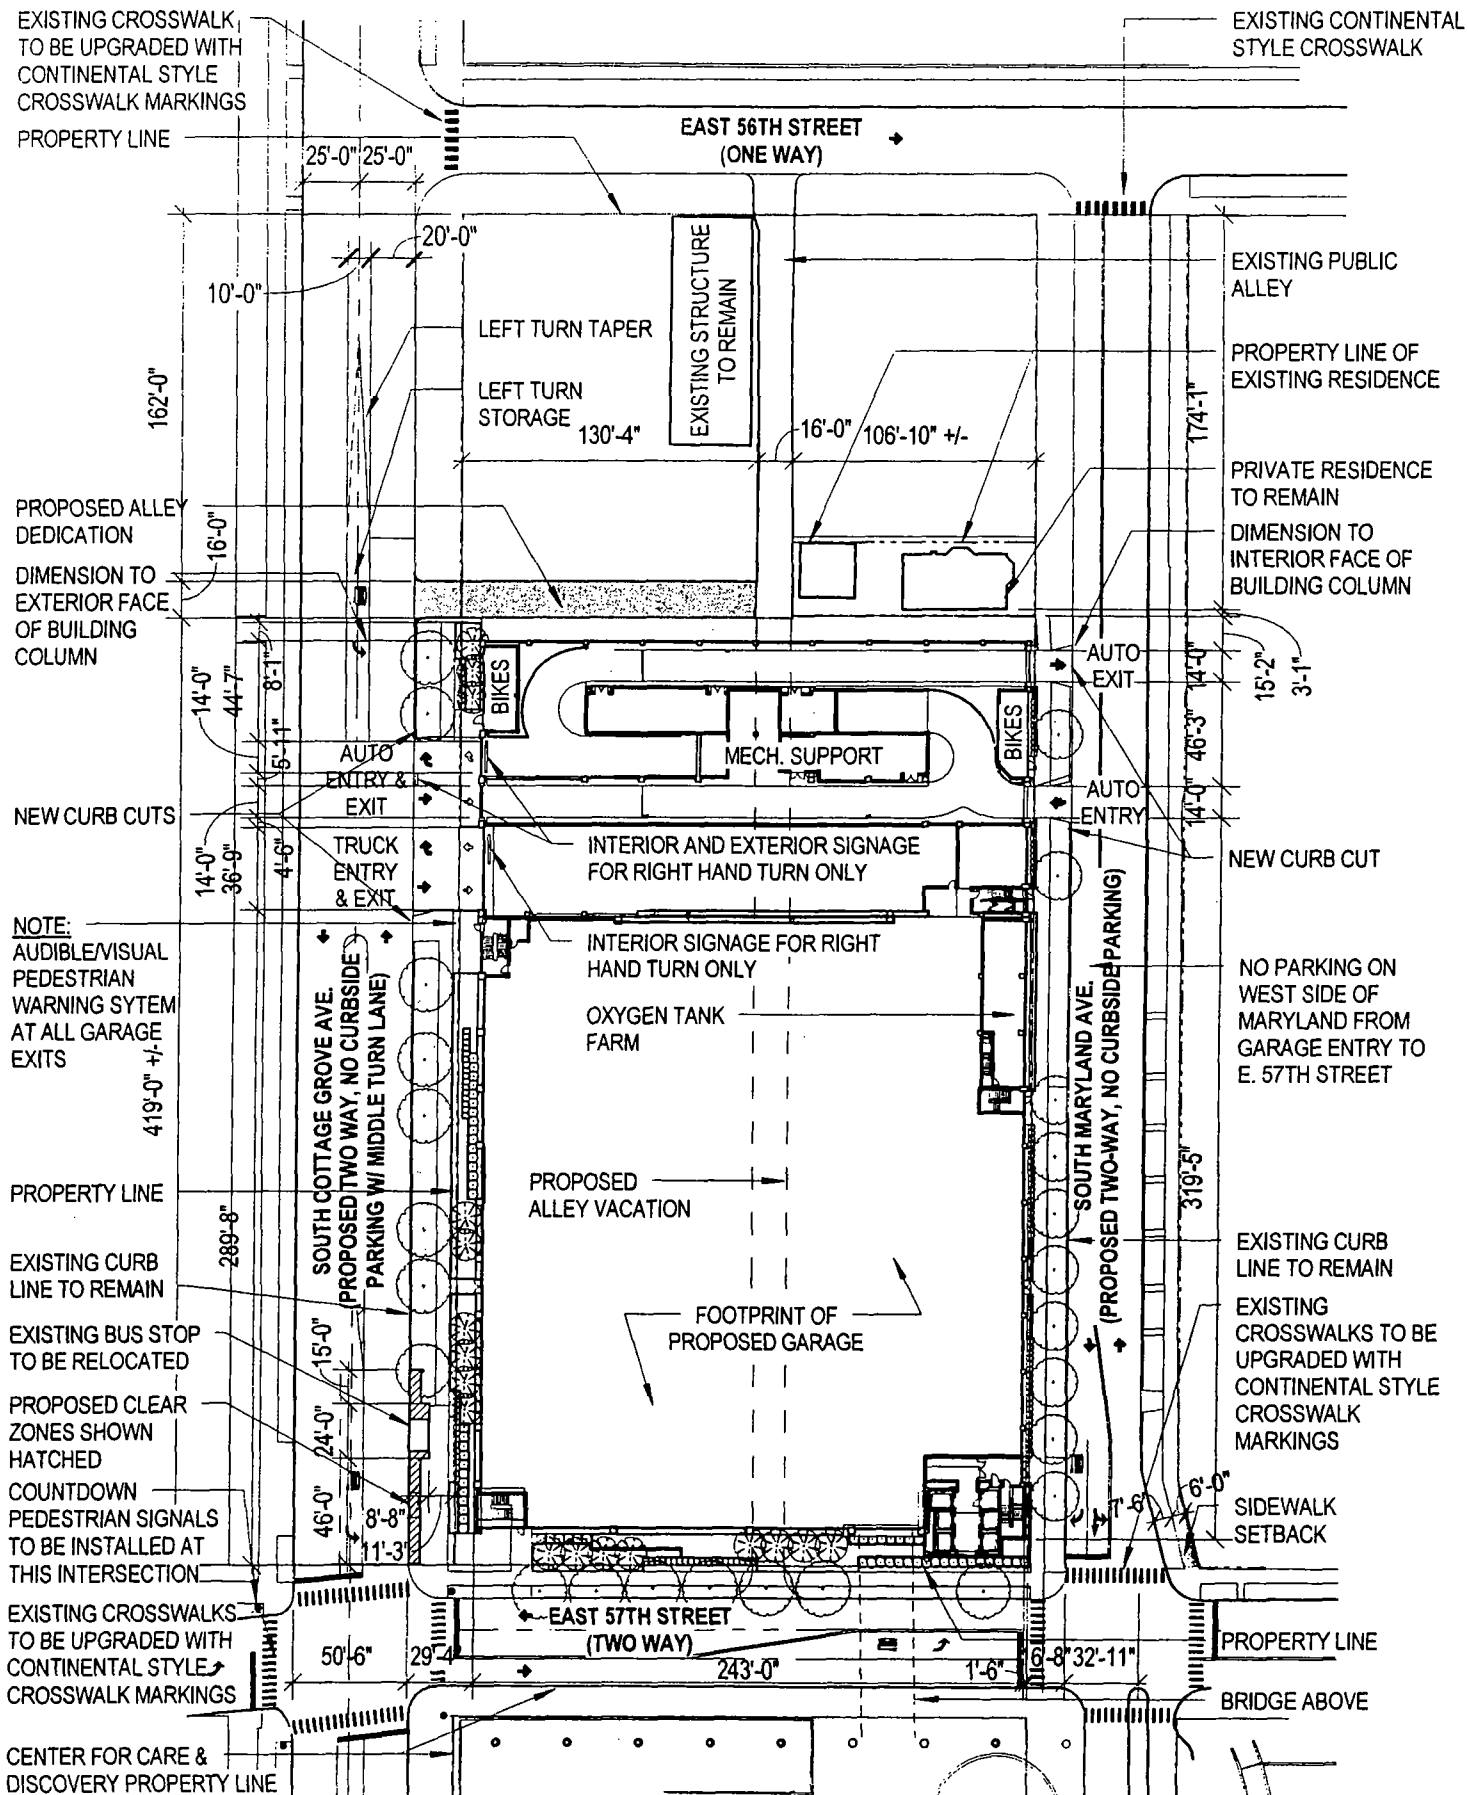 EXISTING CROSSWALK
TO BE UPGRADED WITH
CONTINENTAL STYLE
CROSSWALK MARKINGS
PROPERTY LINE
25'-0" 25'-0"
EAST 56TH STREET
(ONE WAY)
EXISTING CONTINENTAL
STYLE CROSSWALK
20'-0"
10'-0"
162'-0"
LEFT TURN TAPER
LEFT TURN
STORAGE
130'-4"
EXISTING STRUCTURE
TO REMAIN
16'-0"
106'-10" +/-
EXISTING PUBLIC
ALLEY
PROPERTY LINE OF
EXISTING RESIDENCE
174'-1"
PRIVATE RESIDENCE
TO REMAIN
DIMENSION TO
INTERIOR FACE OF
BUILDING COLUMN
PROPOSED ALLEY
DEDICATION
16'-0"
DIMENSION TO
EXTERIOR FACE
OF BUILDING
COLUMN
14'-0"
44'-7"
8'-1"
5'-11"
BIKES
MECH. SUPPORT
BIKES
AUTO
EXIT
14'-0"
15'-2"
3-1"
46'-3"
AUTO
ENTRY
14'-0"
AUTO
ENTRY &
EXIT
NEW CURB CUTS
TRUCK
ENTRY
& EXIT
14'-0"
36'-9"
4'-6"
INTERIOR AND EXTERIOR SIGNAGE
FOR RIGHT HAND TURN ONLY
NEW CURB CUT
NOTE:
AUDIBLE/VISUAL
PEDESTRIAN
WARNING SYTEM
AT ALL GARAGE
EXITS
419'-0" +/-
INTERIOR SIGNAGE FOR RIGHT
HAND TURN ONLY
OXYGEN TANK
FARM
SOUTH COTTAGE GROVE AVE.
(PROPOSED TWO WAY, NO CURBSIDE
PARKING W/ MIDDLE TURN LANE)
SOUTH MARYLAND AVE.
(PROPOSED TWO-WAY, NO CURBSIDE PARKING)
NO PARKING ON
WEST SIDE OF
MARYLAND FROM
GARAGE ENTRY TO
E. 57TH STREET
PROPERTY LINE
289'-8"
PROPOSED
ALLEY VACATION
319'-5"
EXISTING CURB
LINE TO REMAIN
EXISTING CURB
LINE TO REMAIN
EXISTING BUS STOP
TO BE RELOCATED
15'-0"
FOOTPRINT OF
PROPOSED GARAGE
EXISTING
CROSSWALKS TO BE
UPGRADED WITH
CONTINENTAL STYLE
CROSSWALK
MARKINGS
PROPOSED CLEAR
ZONES SHOWN
HATCHED
24'-0"
COUNTDOWN
PEDESTRIAN SIGNALS
TO BE INSTALLED AT
THIS INTERSECTION
46'-0"
8'-8"
11'-3"
7'-6"
6'-0"
SIDEWALK
SETBACK
EXISTING CROSSWALKS
TO BE UPGRADED WITH
CONTINENTAL STYLE
CROSSWALK MARKINGS
EAST 57TH STREET
(TWO WAY)
50'-6"
29'-4"
243'-0"
1'-6"
6'-8"
32'-11"
PROPERTY LINE
BRIDGE ABOVE
CENTER FOR CARE &
DISCOVERY PROPERTY LINE